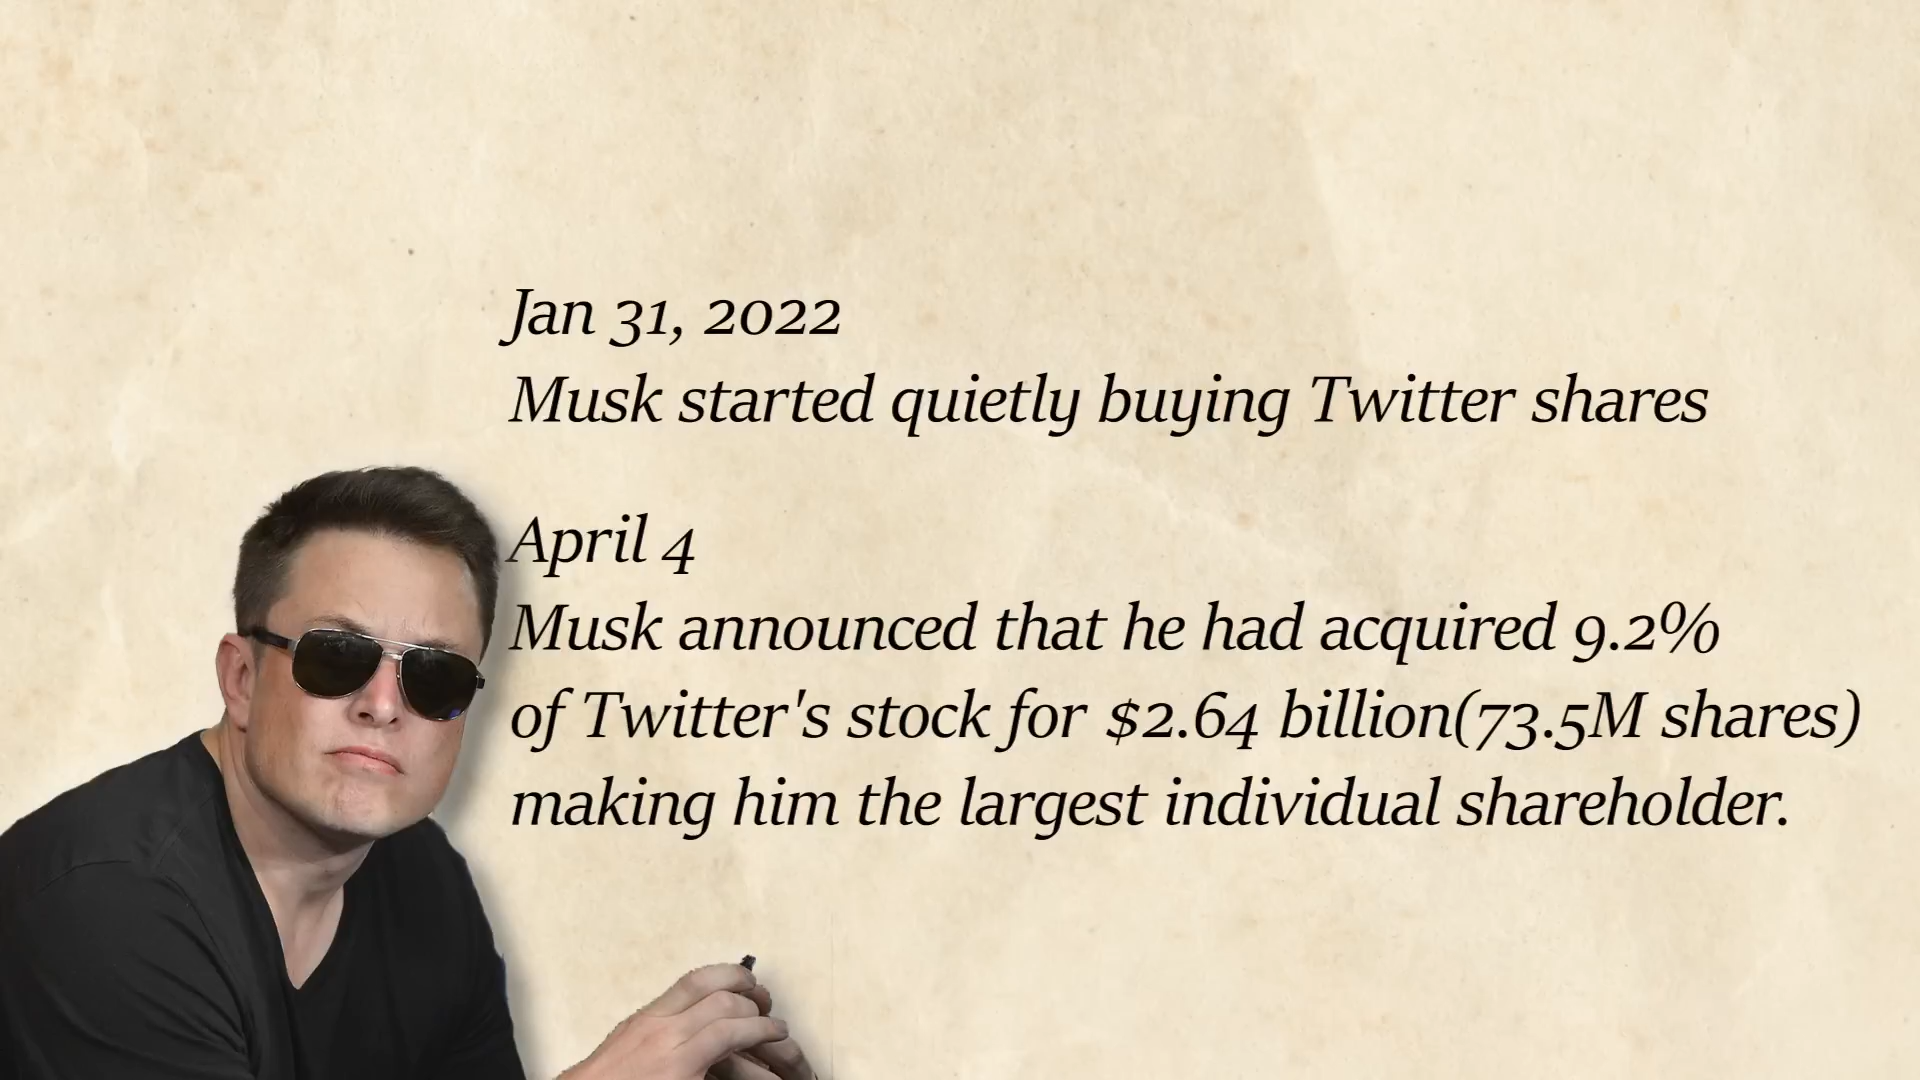 Jan 31, 2022
Musk started quietly buying Twitter shares
April 4
Musk announced that he had acquired 9.2%
of Twitter's stock for $2.64 billion(73.5M shares)
making him the largest individual shareholder.